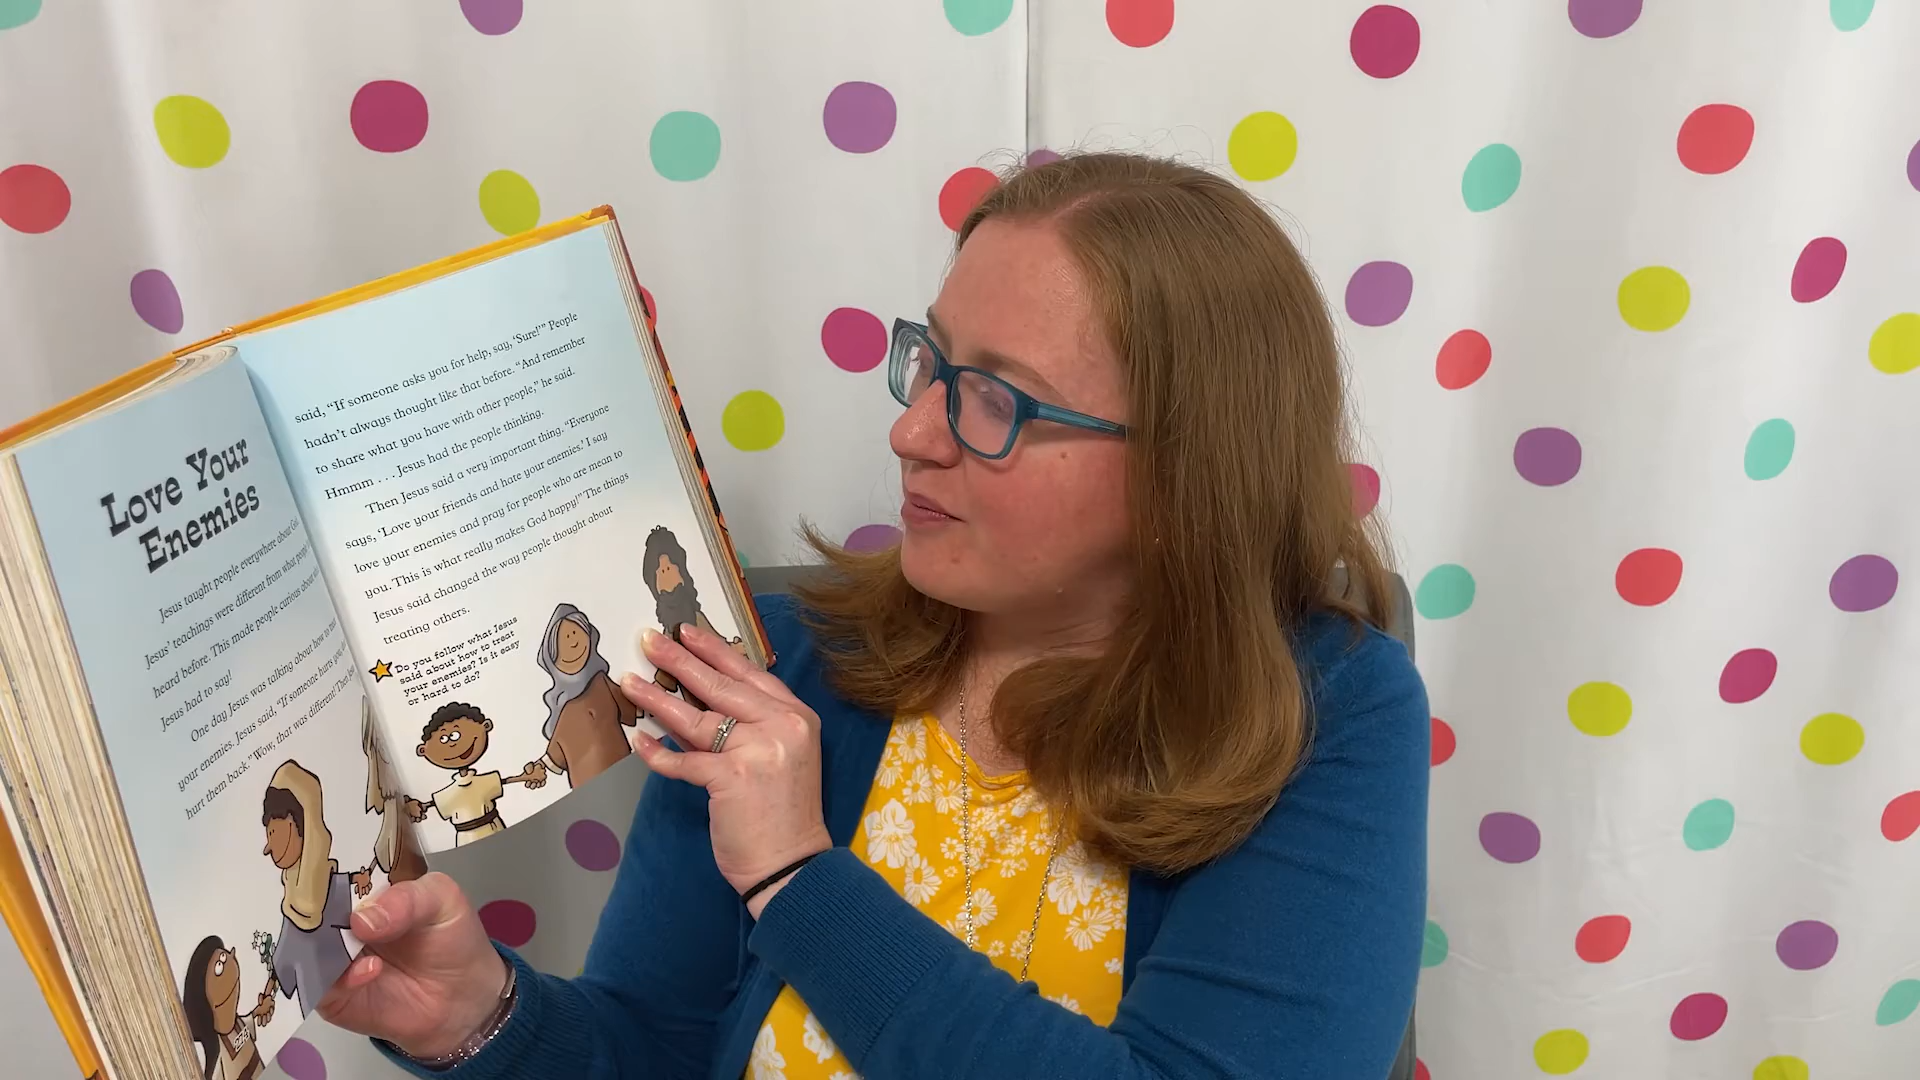 Love Your
Enemies
Jesus taught people everywhere about God.
Jesus' teachings were different from what people
heard before. This made people curious about
Jesus had to say!
One day Jesus was talking about how to
your enemies. Jesus said, "If someone hurts you,
hurt them back." Wow, that was different! Then
said, "If someone asks you for help, say, 'Sure!'" People
hadn't always thought like that before. "And remember
to share what you have with other people," he said.
Hmmm . . . Jesus had the people thinking.
Then Jesus said a very important thing. "Everyone
says, 'Love your friends and hate your enemies.' I say
love your enemies and pray for people who are mean to
you. This is what really makes God happy!" The things
Jesus said changed the way people thought about
treating others.
Do you follow what Jesus
said about how to treat
your enemies? Is it easy
or hard to do?